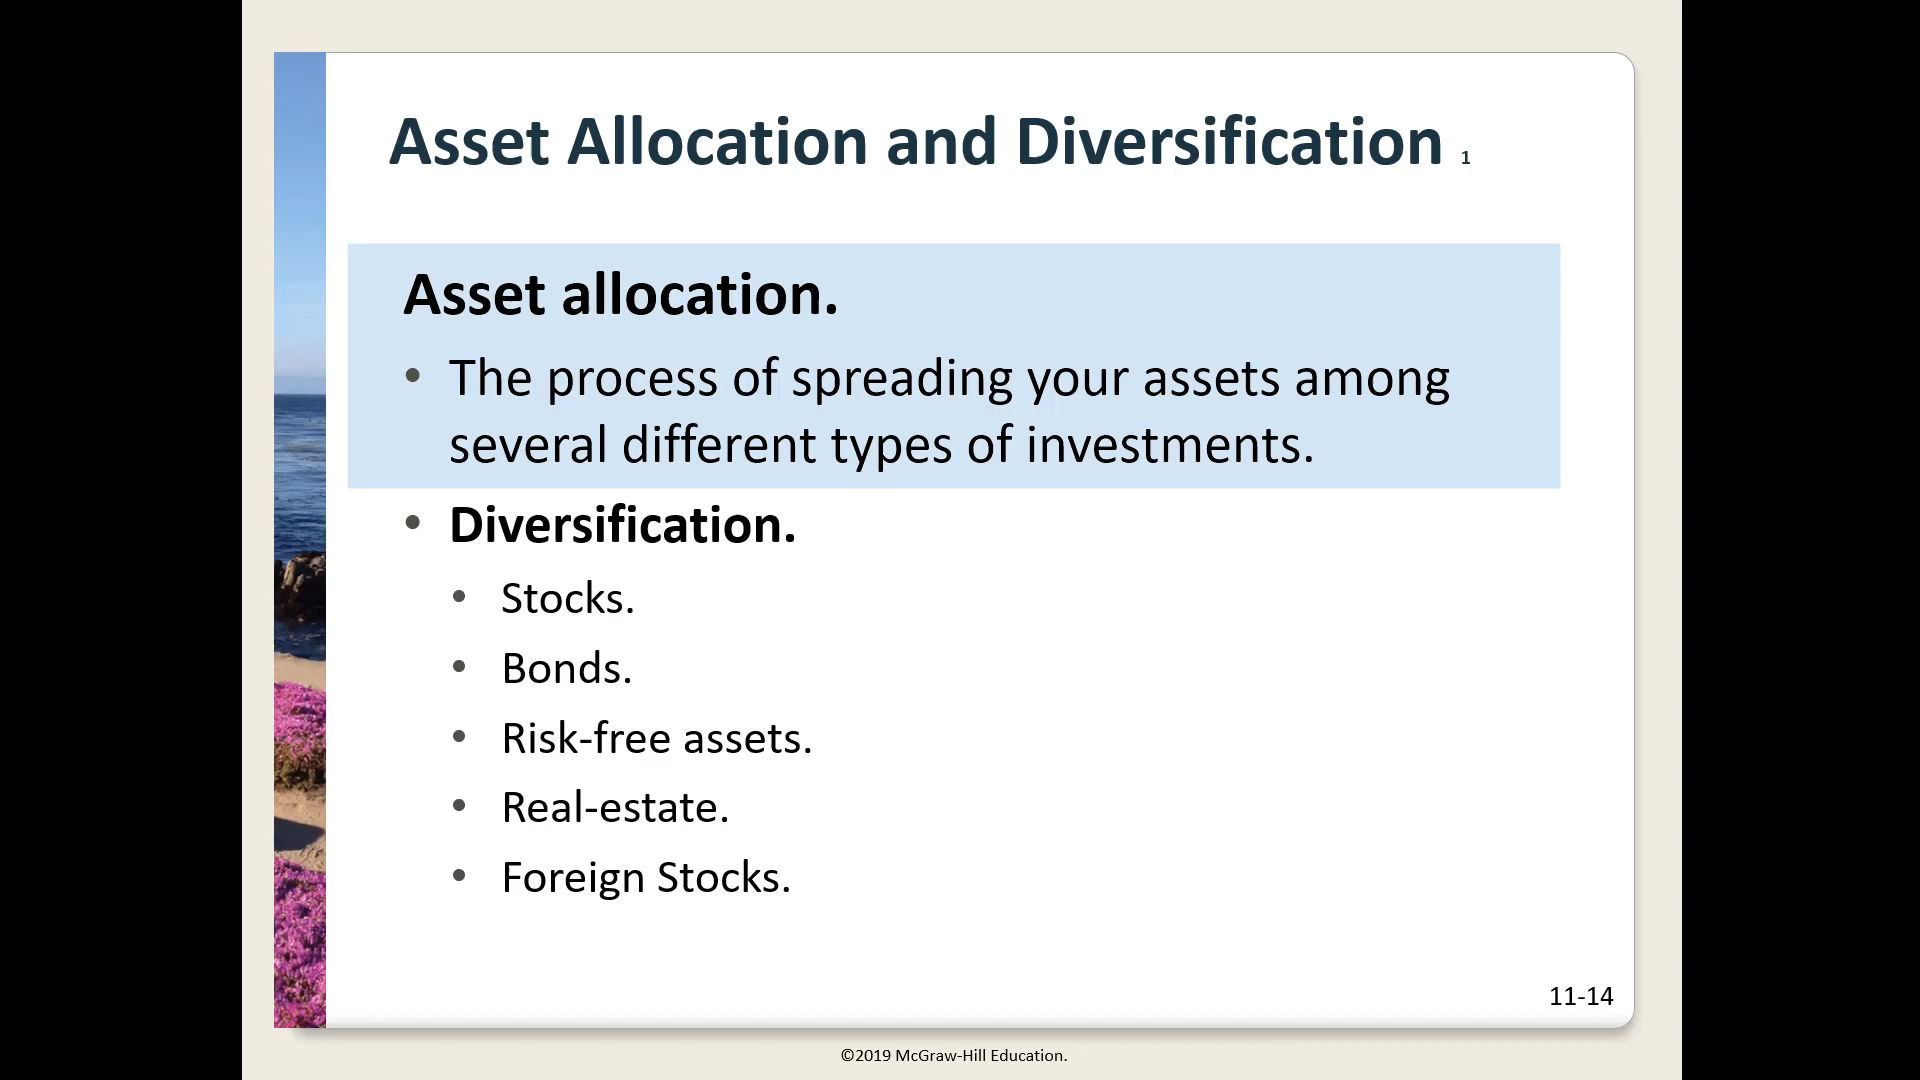 Asset Allocation and Diversification 1
Asset allocation.
• The process of spreading your assets among
several different types of investments.
• Diversification.
• Stocks.
• Bonds.
• Risk-free assets.
• Real-estate.
• Foreign Stocks.
11-14
©2019 McGraw-Hill Education.